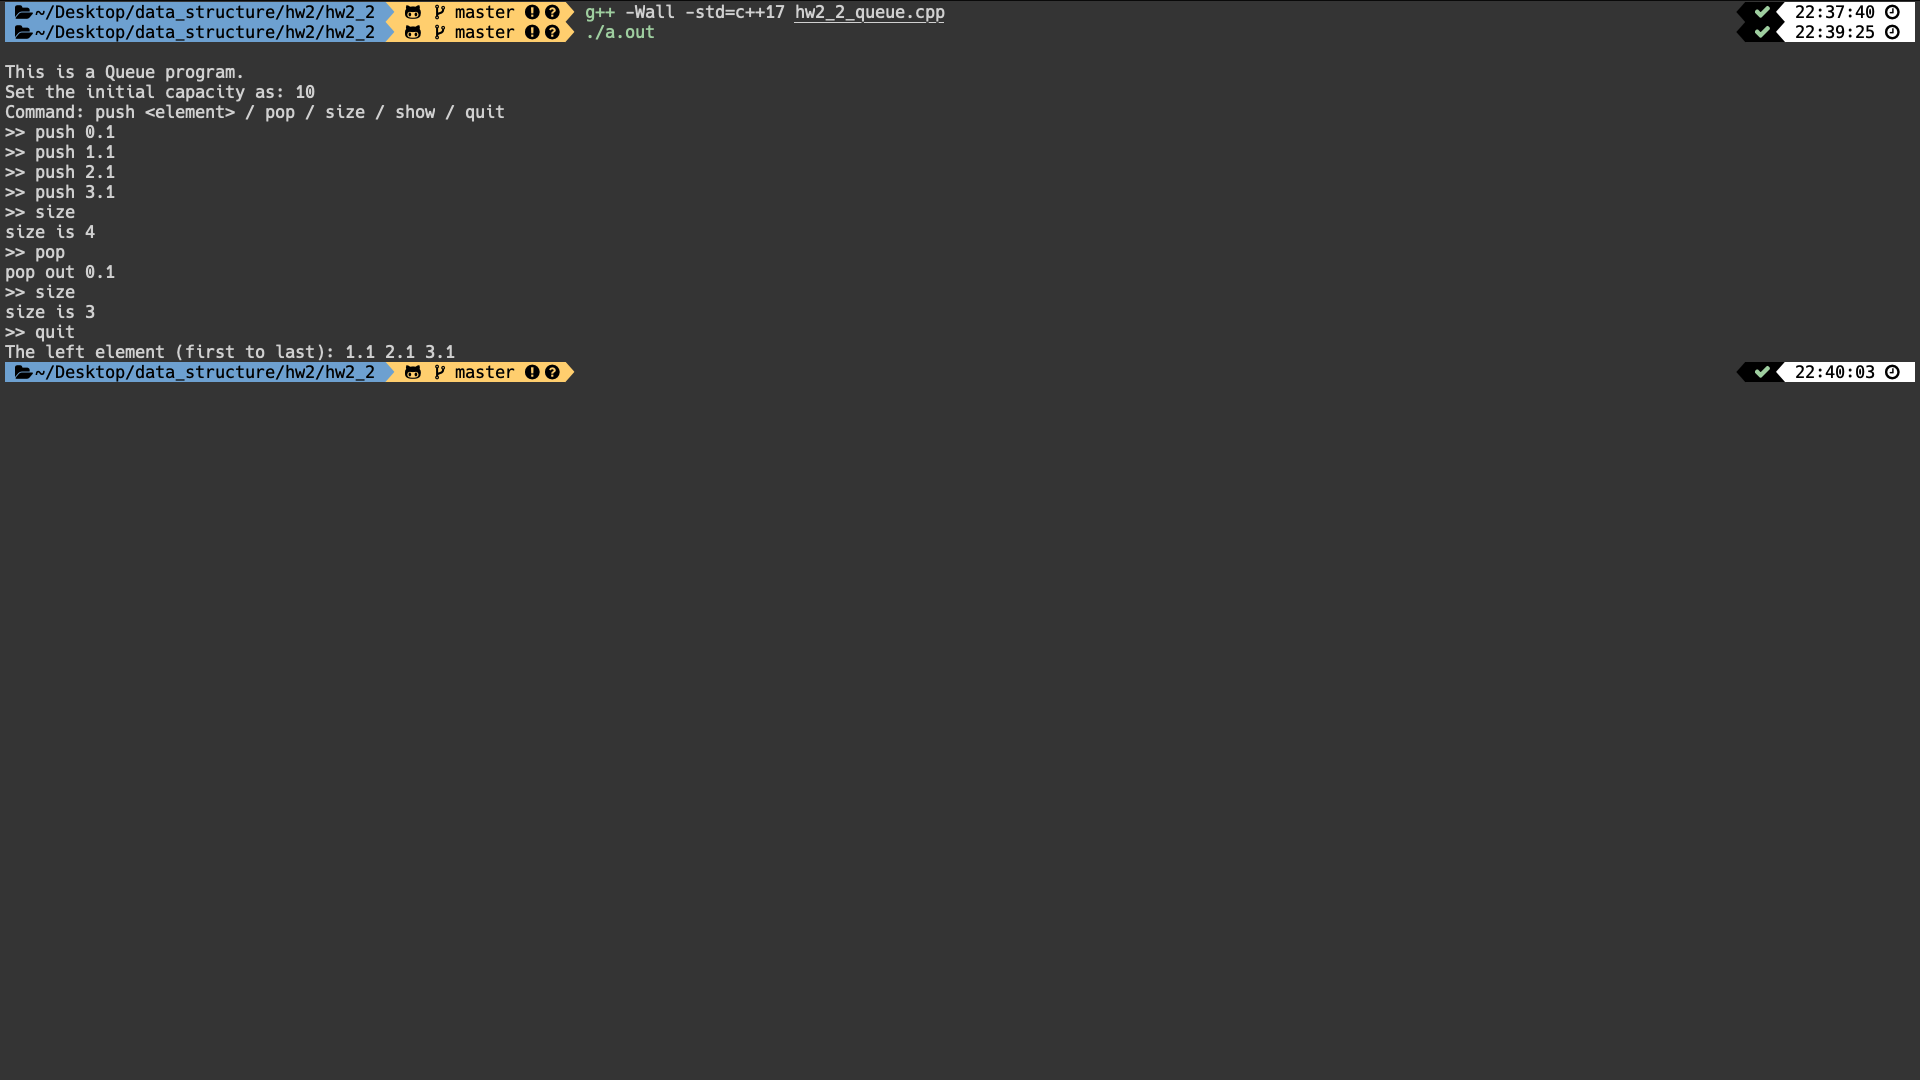 ~/Desktop/data_structure/hw2/hw2_2 master g++ -Wall -std=c++17 hw2_2_queue.cpp 22:37:40
~/Desktop/data_structure/hw2/hw2_2 master ./a.out 22:39:25
This is a Queue program.
Set the initial capacity as: 10
Command: push <element> / pop / size / show / quit
>> push 0.1
>> push 1.1
>> push 2.1
>> push 3.1
>> size
size is 4
>> pop
pop out 0.1
>> size
size is 3
>> quit
The left element (first to last): 1.1 2.1 3.1
~/Desktop/data_structure/hw2/hw2_2 master 22:40:03